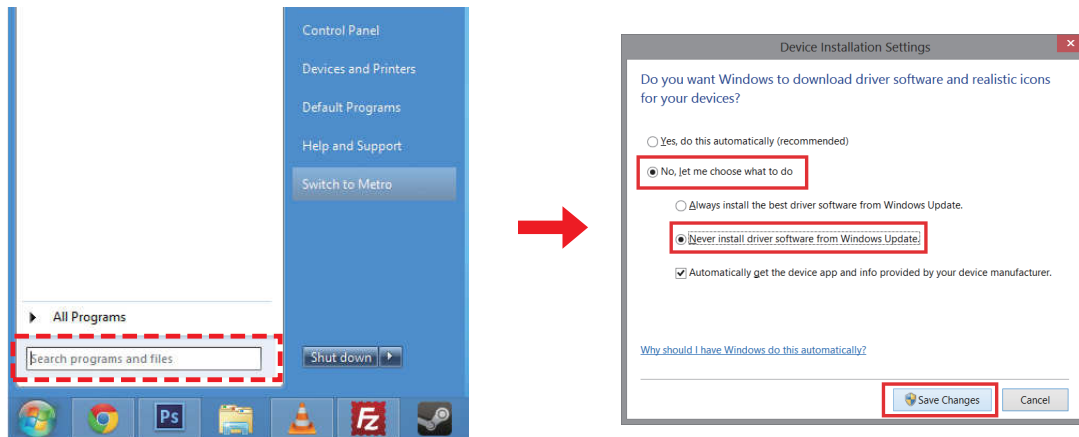 Control Panel
Devices and Printers
Default Programs
Help and Support
Switch to Metro
All Programs
Search programs and files
Shut down
Ps
Fz
Device Installation Settings
Do you want Windows to download driver software and realistic icons
for your devices?
Yes, do this automatically (recommended)
No, let me choose what to do
Always install the best driver software from Windows Update.
Never install driver software from Windows Update.
Automatically get the device app and info provided by your device manufacturer.
Why should I have Windows do this automatically?
Save Changes
Cancel